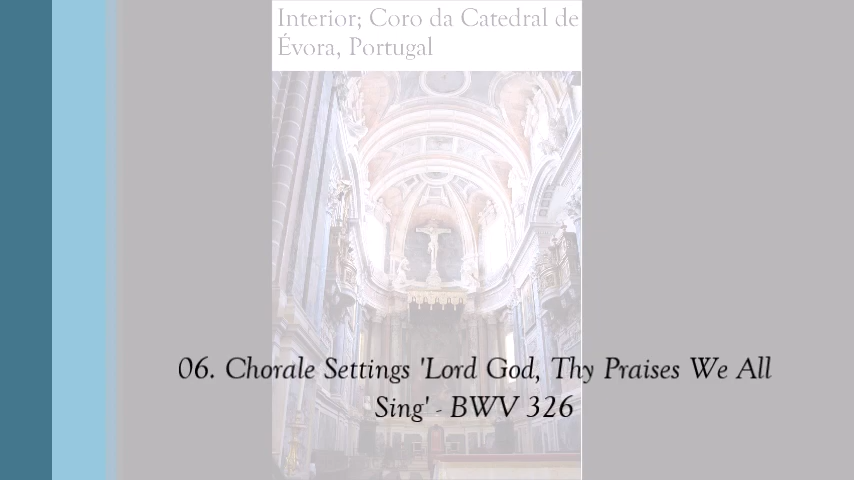 Interior; Coro da Catedral de
Évora, Portugal
06. Chorale Settings 'Lord God, Thy Praises We All
Sing' - BWV 326